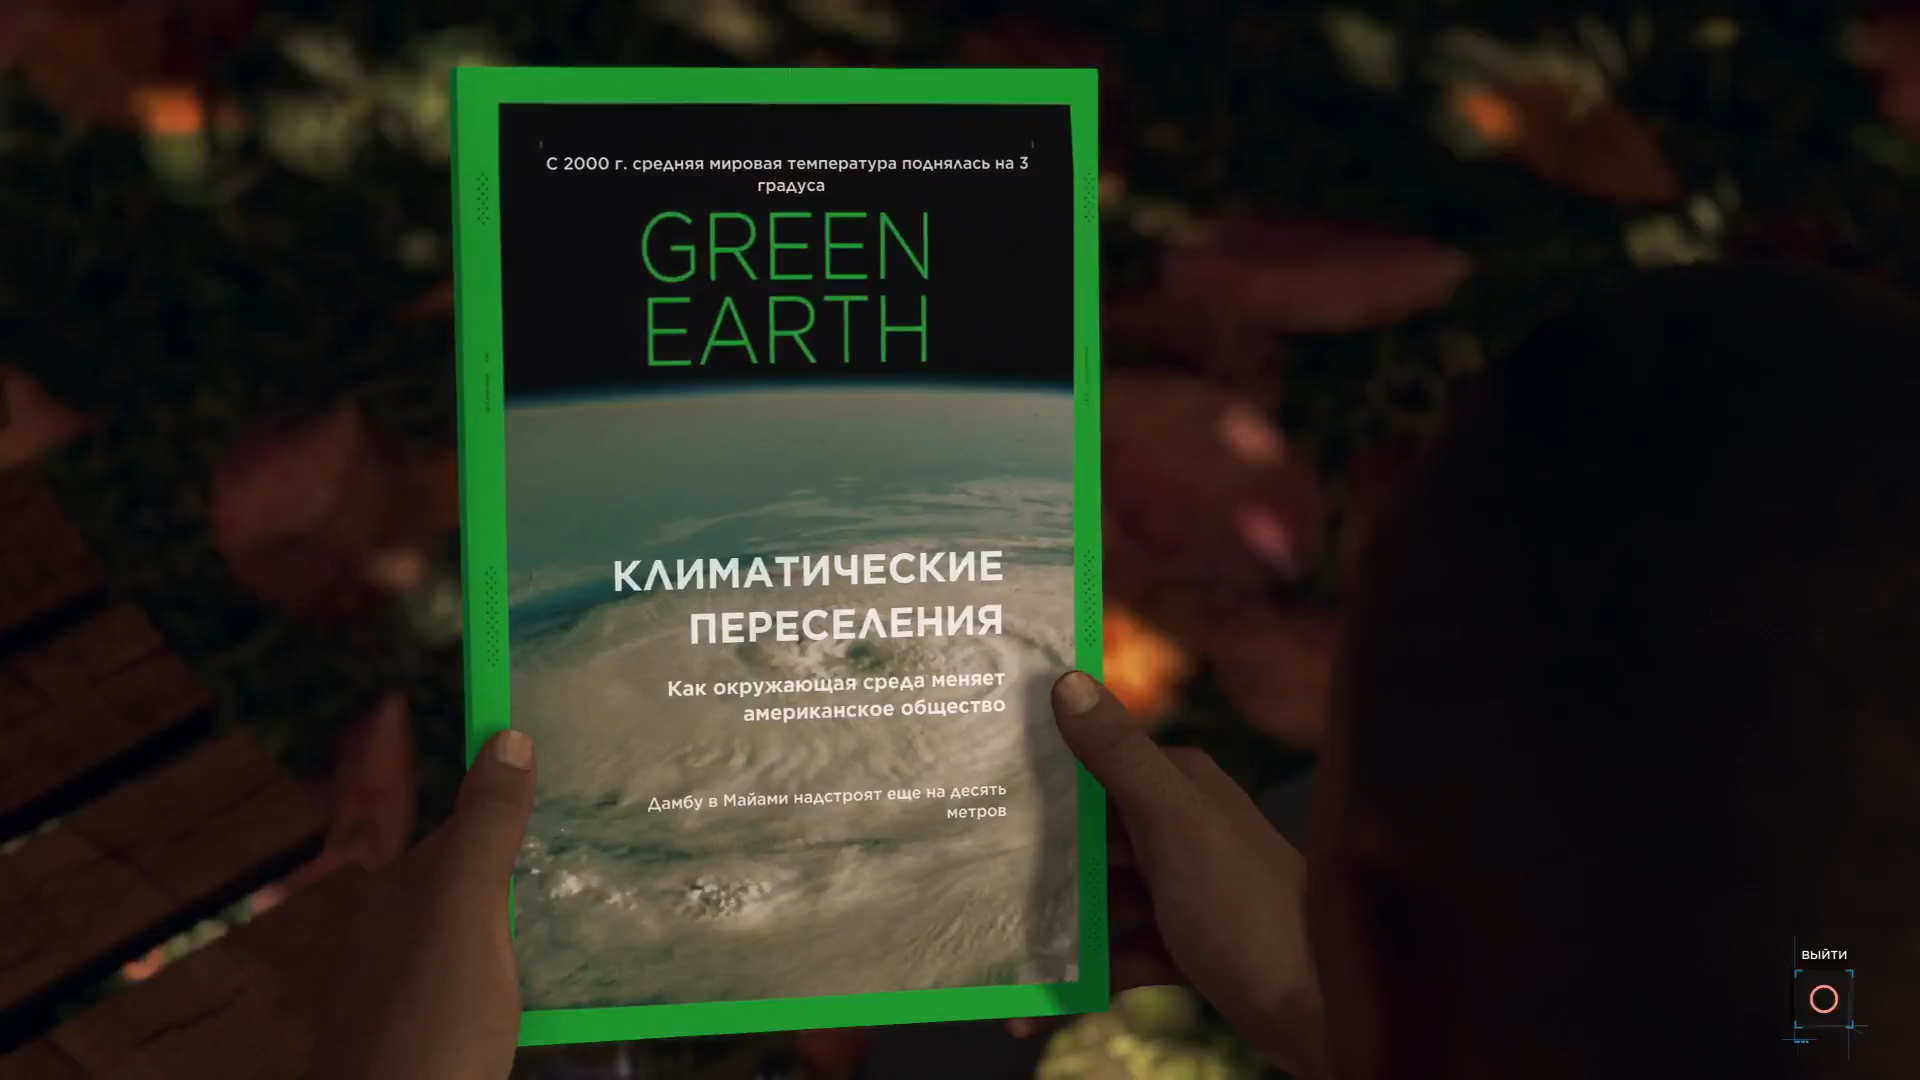 С 2000 г. средняя мировая температура поднялась на 3
градуса
GREEN
EARTH
КЛИМАТИЧЕСКИЕ
ПЕРЕСЕЛЕНИЯ
Как окружающая среда меняет
американское общество
Дамбу в Майами надстроят еще на десять
метров
ВЫЙТИ